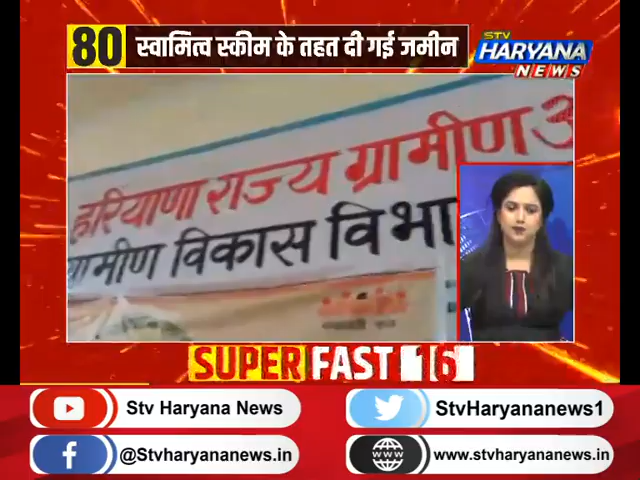 80 स्वामित्व स्कीम के तहत दी गई जमीन
STV
HARYANA
NEWS
हरियाणा राज्य ग्रामीण
ग्रामीण विकास विभा
SUPER FAST 16
Stv Haryana News
StvHaryananews1
@Stvharyananews.in
www.stvharyananews.in